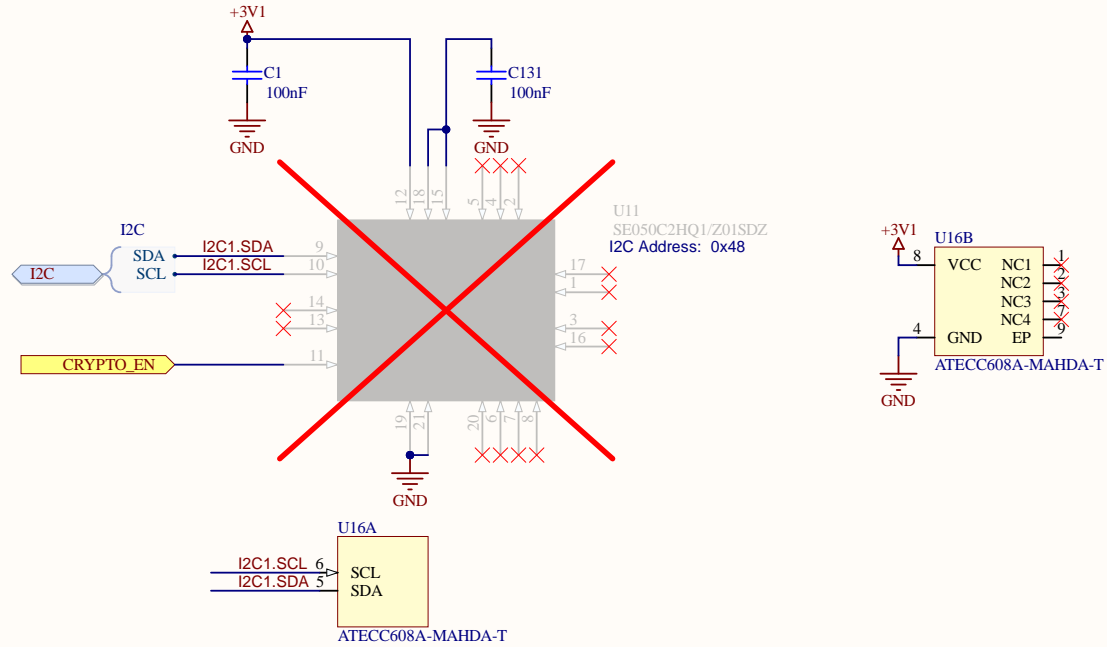 +3V1
C1
100nF
GND
C131
100nF
GND
12
18
15
5
4
2
U11
SE050C2HQ1/Z01SDZ
I2C Address: 0x48
I2C
SDA
SCL
I2C
I2C1.SDA
I2C1.SCL
9
10
14
13
CRYPTO_EN
11
17
1
3
16
19
21
20
6
7
8
GND
+3V1
U16B
8
VCC
NC1
1
NC2
2
NC3
3
NC4
7
4
GND
EP
9
ATECC608A-MAHDA-T
GND
U16A
I2C1.SCL
6
SCL
I2C1.SDA
5
SDA
ATECC608A-MAHDA-T